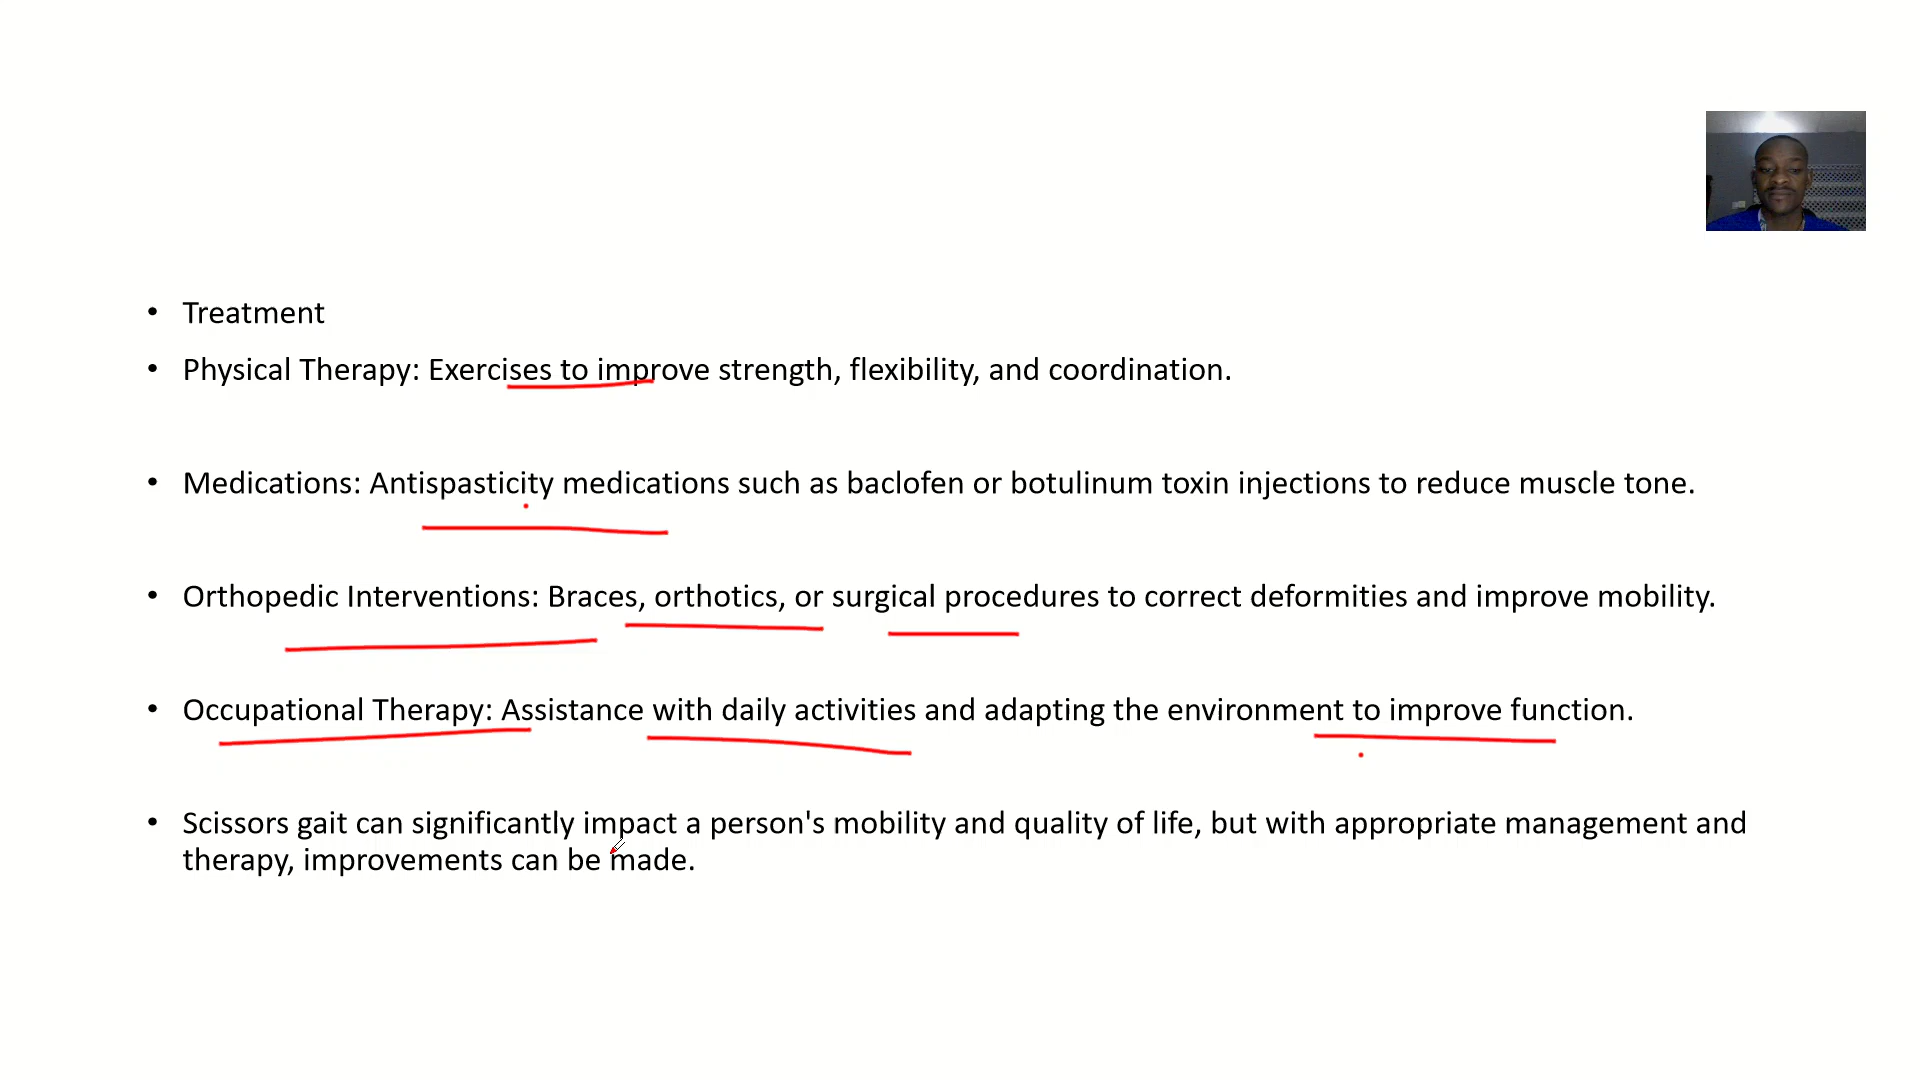 • Treatment
• Physical Therapy: Exercises to improve strength, flexibility, and coordination.
• Medications: Antispasticity medications such as baclofen or botulinum toxin injections to reduce muscle tone.
• Orthopedic Interventions: Braces, orthotics, or surgical procedures to correct deformities and improve mobility.
• Occupational Therapy: Assistance with daily activities and adapting the environment to improve function.
• Scissors gait can significantly impact a person's mobility and quality of life, but with appropriate management and
therapy, improvements can be made.